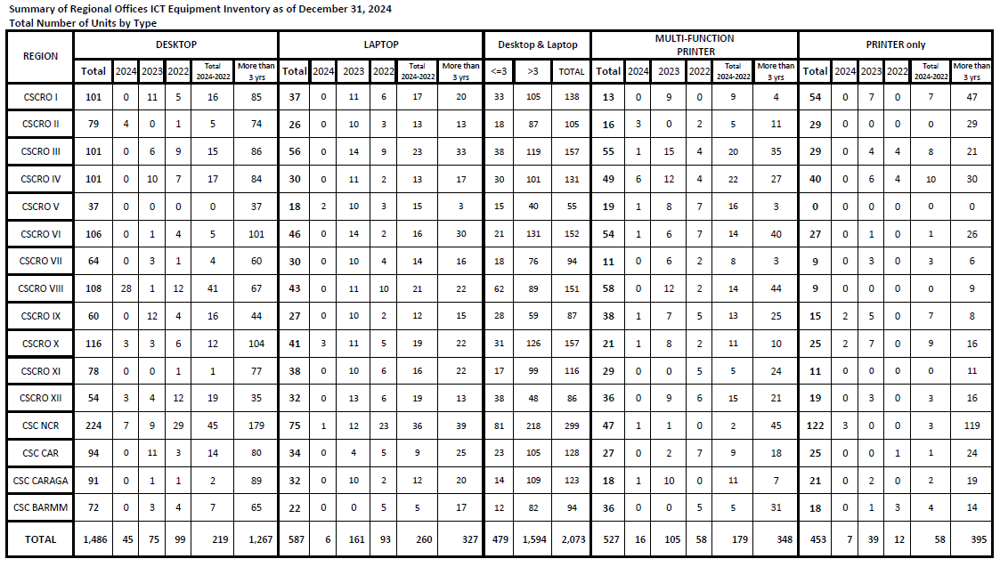 Summary of Regional Offices ICT Equipment Inventory as of December 31, 2024
Total Number of Units by Type
REGION DESKTOP LAPTOP Desktop & Laptop MULTI-FUNCTION PRINTER PRINTER only
Total 2024 2023 2022 Total 2024-2022 More than 3 yrs Total 2024 2023 2022 Total 2024-2022 More than 3 yrs <=3 >3 TOTAL Total 2024 2023 2022 Total 2024-2022 More than 3 yrs Total 2024 2023 2022 Total 2024-2022 More than 3 yrs
CSCRO I 101 0 11 5 16 85 37 0 11 6 17 20 33 105 138 13 0 9 0 9 4 54 0 7 0 7 47
CSCRO II 79 4 0 1 5 74 26 0 10 3 13 13 18 87 105 16 3 0 2 5 11 29 0 0 0 0 29
CSCRO III 101 0 6 9 15 86 56 0 14 9 23 33 38 119 157 55 1 15 4 20 35 29 0 4 4 8 21
CSCRO IV 101 0 10 7 17 84 30 0 11 2 13 17 30 101 131 49 6 12 4 22 27 40 0 6 4 10 30
CSCRO V 37 0 0 0 0 37 18 2 10 3 15 3 15 40 55 19 1 8 7 16 3 0 0 0 0 0 0
CSCRO VI 106 0 1 4 5 101 46 0 14 2 16 30 21 131 152 54 1 6 7 14 40 27 0 1 0 1 26
CSCRO VII 64 0 3 1 4 60 30 0 10 4 14 16 18 76 94 11 0 6 2 8 3 9 0 3 0 3 6
CSCRO VIII 108 28 1 12 41 67 43 0 11 10 21 22 62 89 151 58 0 12 2 14 44 9 0 0 0 0 9
CSCRO IX 60 0 12 4 16 44 27 0 10 2 12 15 28 59 87 38 1 7 5 13 25 15 2 5 0 7 8
CSCRO X 116 3 3 6 12 104 41 3 11 5 19 22 31 126 157 21 1 8 2 11 10 25 2 7 0 9 16
CSCRO XI 78 0 0 1 1 77 38 0 10 6 16 22 17 99 116 29 0 0 5 5 24 11 0 0 0 0 11
CSCRO XII 54 3 4 12 19 35 32 0 13 6 19 13 38 48 86 36 0 9 6 15 21 19 0 3 0 3 16
CSC NCR 224 7 9 29 45 179 75 1 12 23 36 39 81 218 299 47 1 1 0 2 45 122 3 0 0 3 119
CSC CAR 94 0 11 3 14 80 34 0 4 5 9 25 23 105 128 27 0 2 7 9 18 25 0 0 1 1 24
CSC CARAGA 91 0 1 1 2 89 32 0 10 2 12 20 14 109 123 18 1 10 0 11 7 21 0 2 0 2 19
CSC BARMM 72 0 3 4 7 65 22 0 0 5 5 17 12 82 94 36 0 0 5 5 31 18 0 1 3 4 14
TOTAL 1,486 45 75 99 219 1,267 587 6 161 93 260 327 479 1,594 2,073 527 16 105 58 179 348 453 7 39 12 58 395